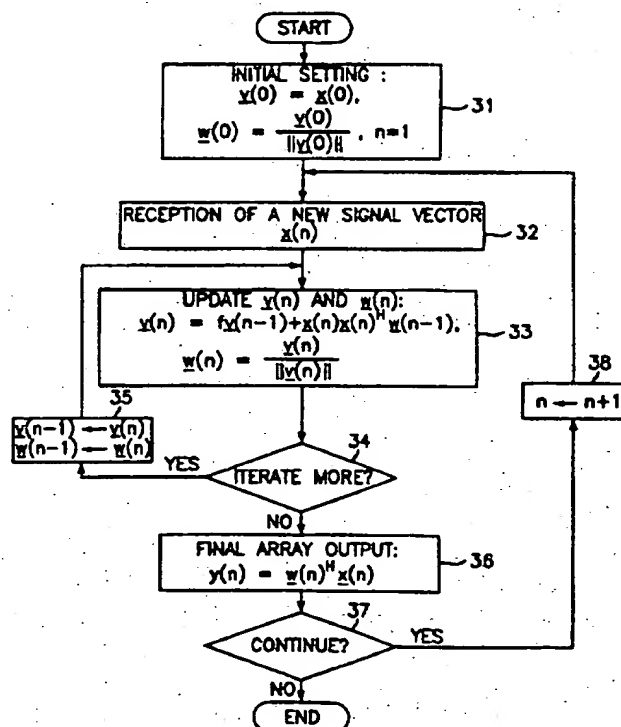 START
INITIAL SETTING :
v(0) = x(0),
w(0) = v(0) / ||v(0)|| , n=1
31
RECEPTION OF A NEW SIGNAL VECTOR
x(n)
32
UPDATE v(n) AND w(n):
v(n) = fv(n-1)+x(n)x(n)^H w(n-1),
w(n) = v(n) / ||v(n)||
33
38
n ← n+1
35
v(n-1) ← v(n)
w(n-1) ← w(n)
34
ITERATE MORE?
YES
NO
FINAL ARRAY OUTPUT:
y(n) = w(n)^H x(n)
36
37
CONTINUE?
YES
NO
END